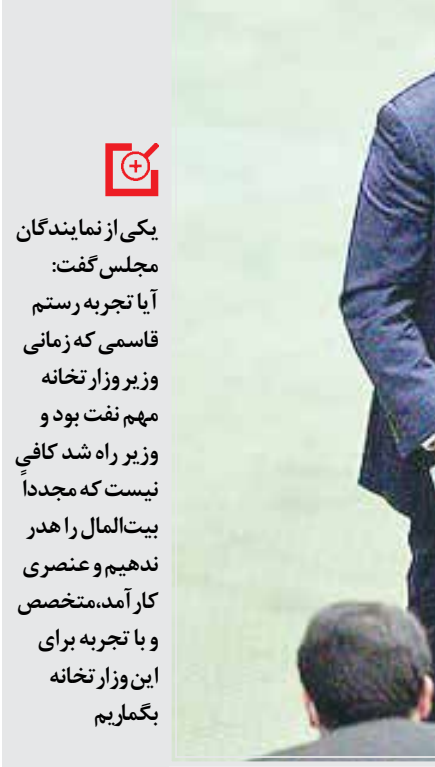 یکی از نمایندگان
مجلس گفت:
آیا تجربه رستم
قاسمی که زمانی
وزیر وزارتخانه
مهم نفت بود و
وزیر راه شد کافی
نیست که مجدداً
بیت‌المال را هدر
ندهیم و عنصری
کارآمد،متخصص
و با تجربه برای
این وزارتخانه
بگماریم